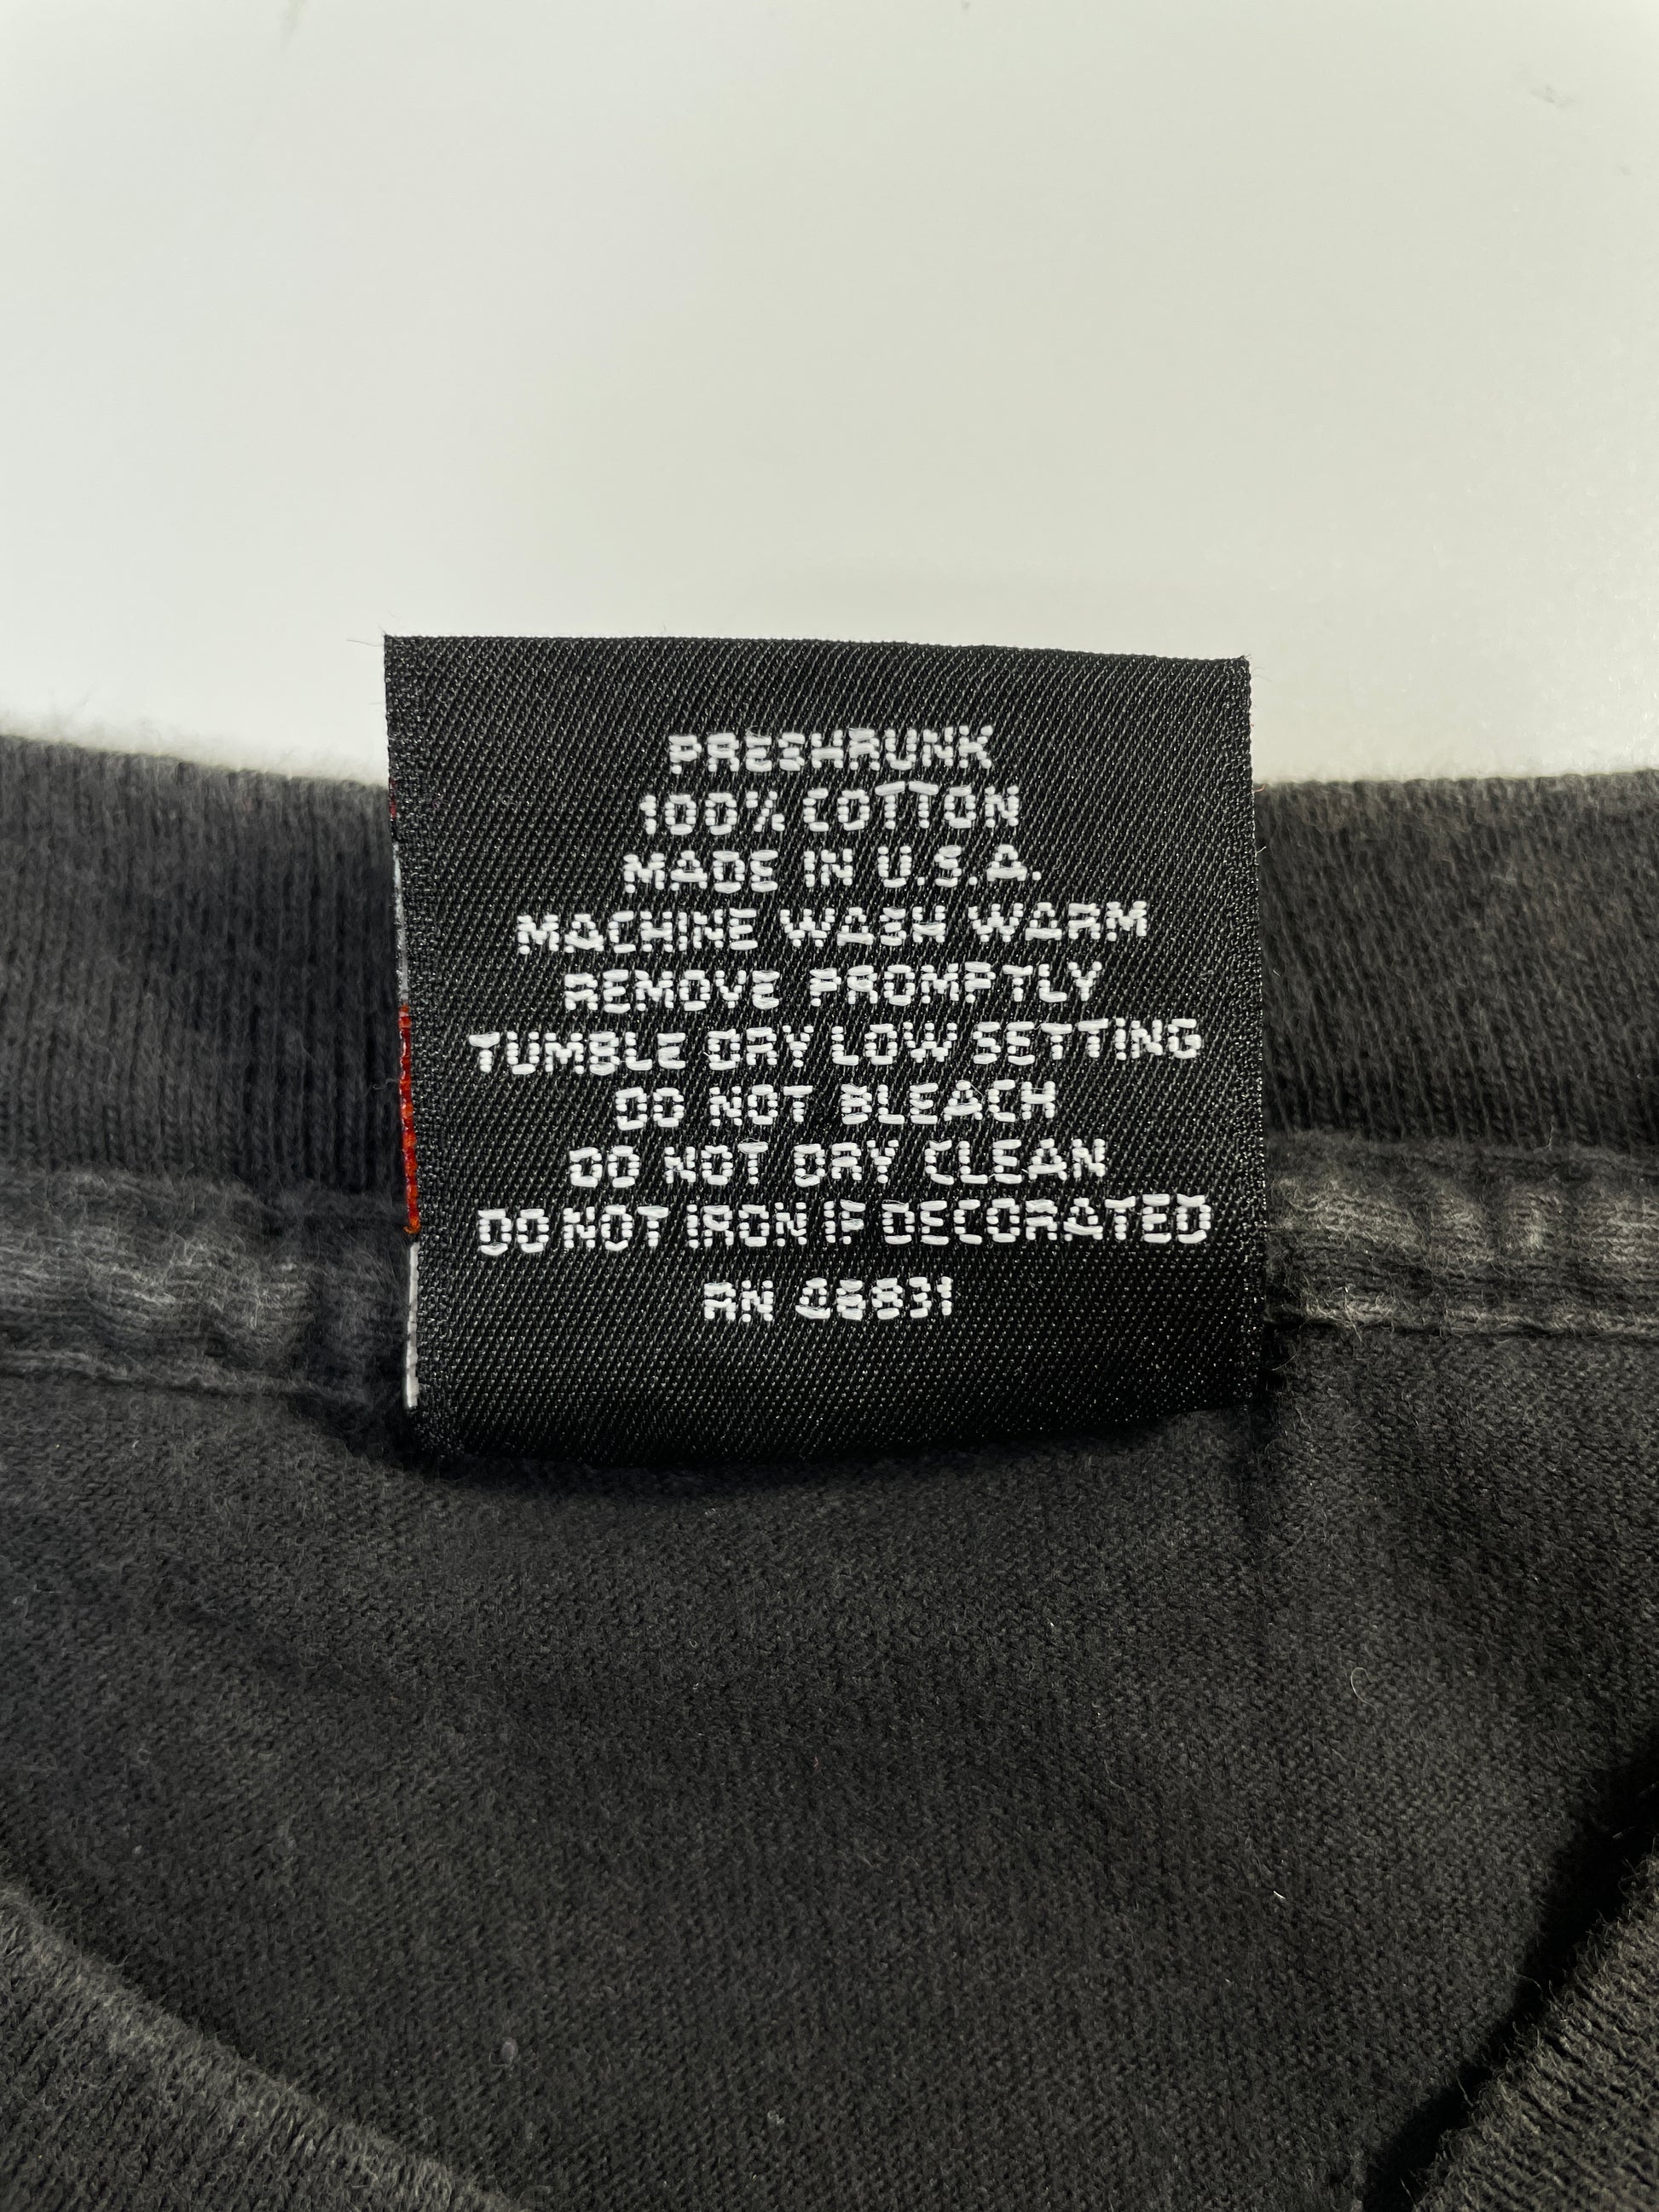 PRESHRUNK
100% COTTON
MADE IN U.S.A.
MACHINE WASH WARM
REMOVE PROMPTLY
TUMBLE DRY LOW SETTING
DO NOT BLEACH
DO NOT DRY CLEAN
DO NOT IRON IF DECORATED
RN